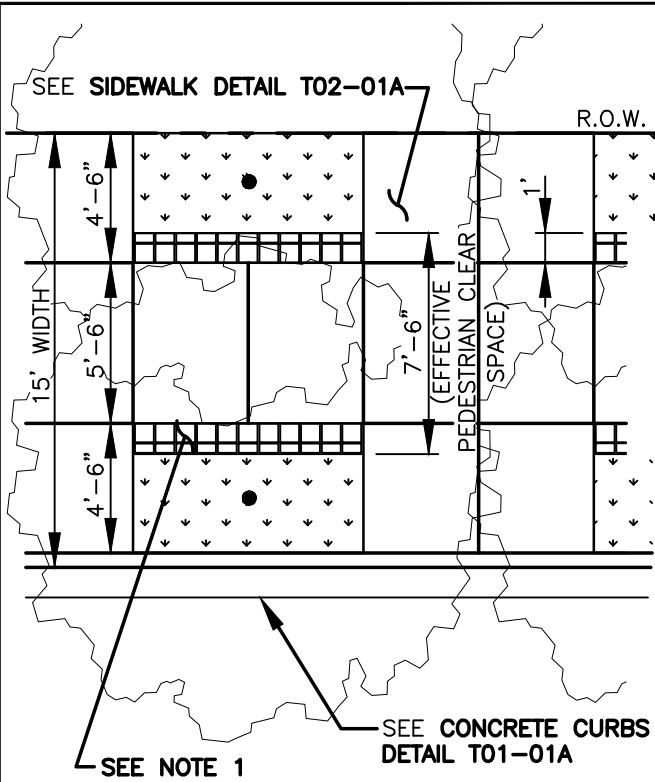 SEE SIDEWALK DETAIL T02-01A
R.O.W.
4'-6"
1'
15' WIDTH
5'-6"
7'-6"
(EFFECTIVE
PEDESTRIAN CLEAR
SPACE)
4'-6"
SEE CONCRETE CURBS
DETAIL T01-01A
SEE NOTE 1